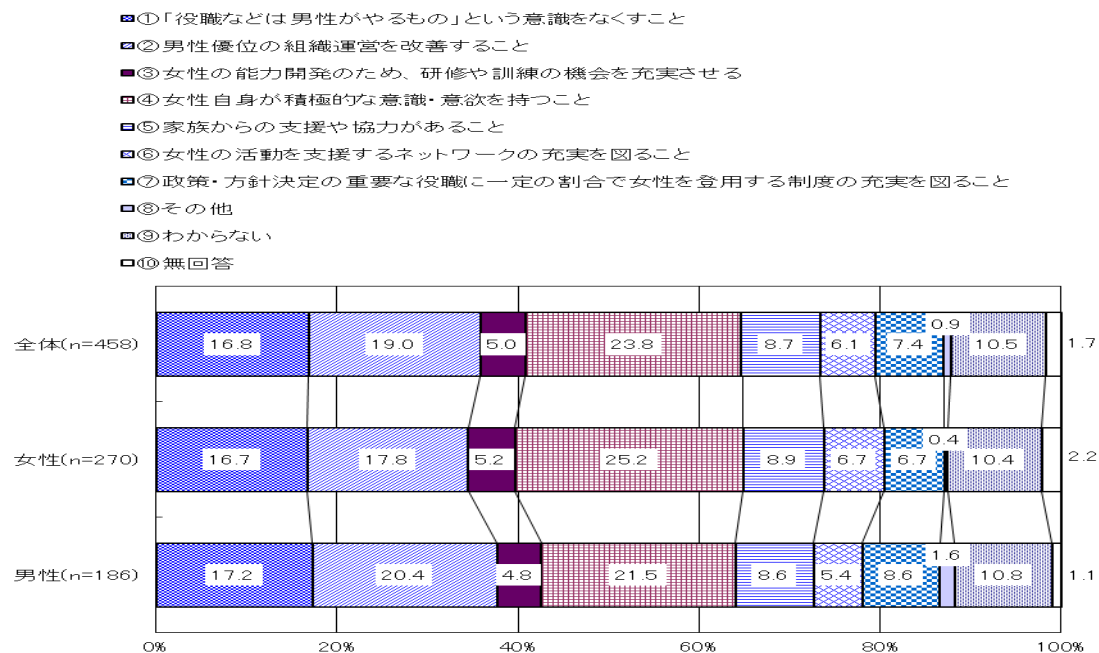 ①「役職などは男性がやるもの」という意識をなくすこと
②男性優位の組織運営を改善すること
③女性の能力開発のため、研修や訓練の機会を充実させる
④女性自身が積極的な意識・意欲を持つこと
⑤家族からの支援や協力があること
⑥女性の活動を支援するネットワークの充実を図ること
⑦政策・方針決定の重要な役職に一定の割合で女性を登用する制度の充実を図ること
⑧その他
⑨わからない
⑩無回答
全体(n=458) 16.8 19.0 5.0 23.8 8.7 6.1 7.4 0.9 10.5 1.7
女性(n=270) 16.7 17.8 5.2 25.2 8.9 6.7 6.7 0.4 10.4 2.2
男性(n=186) 17.2 20.4 4.8 21.5 8.6 5.4 8.6 1.6 10.8 1.1
0% 20% 40% 60% 80% 100%